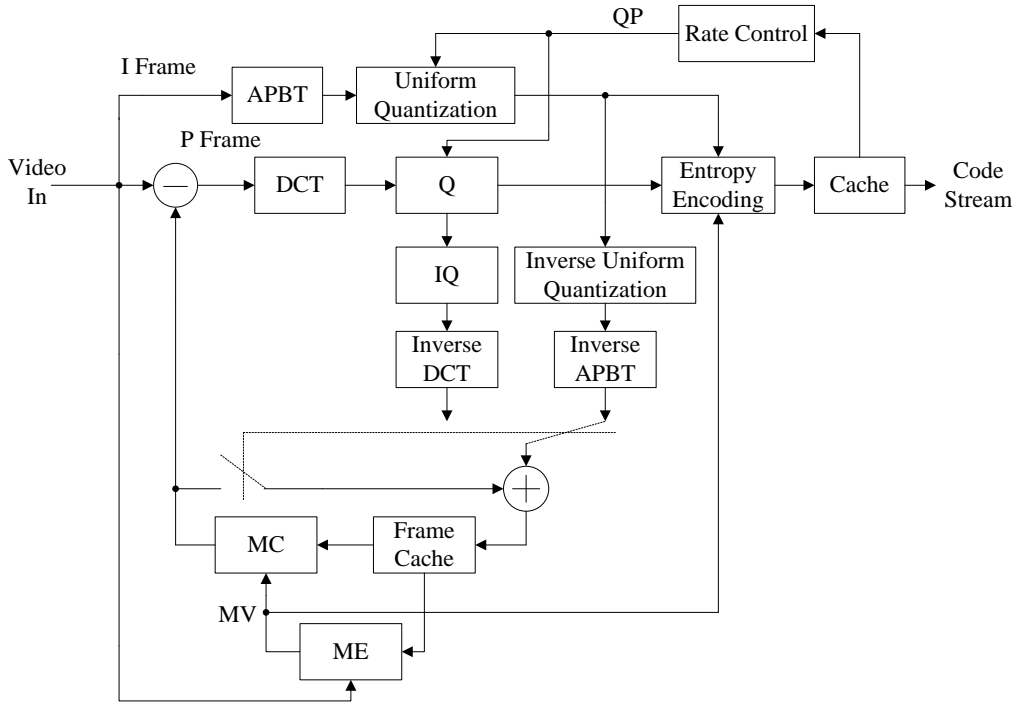 QP
Rate Control
I Frame
APBT
Uniform
Quantization
P Frame
Video
In
DCT
Q
Entropy
Encoding
Cache
Code
Stream
IQ
Inverse Uniform
Quantization
Inverse
DCT
Inverse
APBT
MC
Frame
Cache
MV
ME